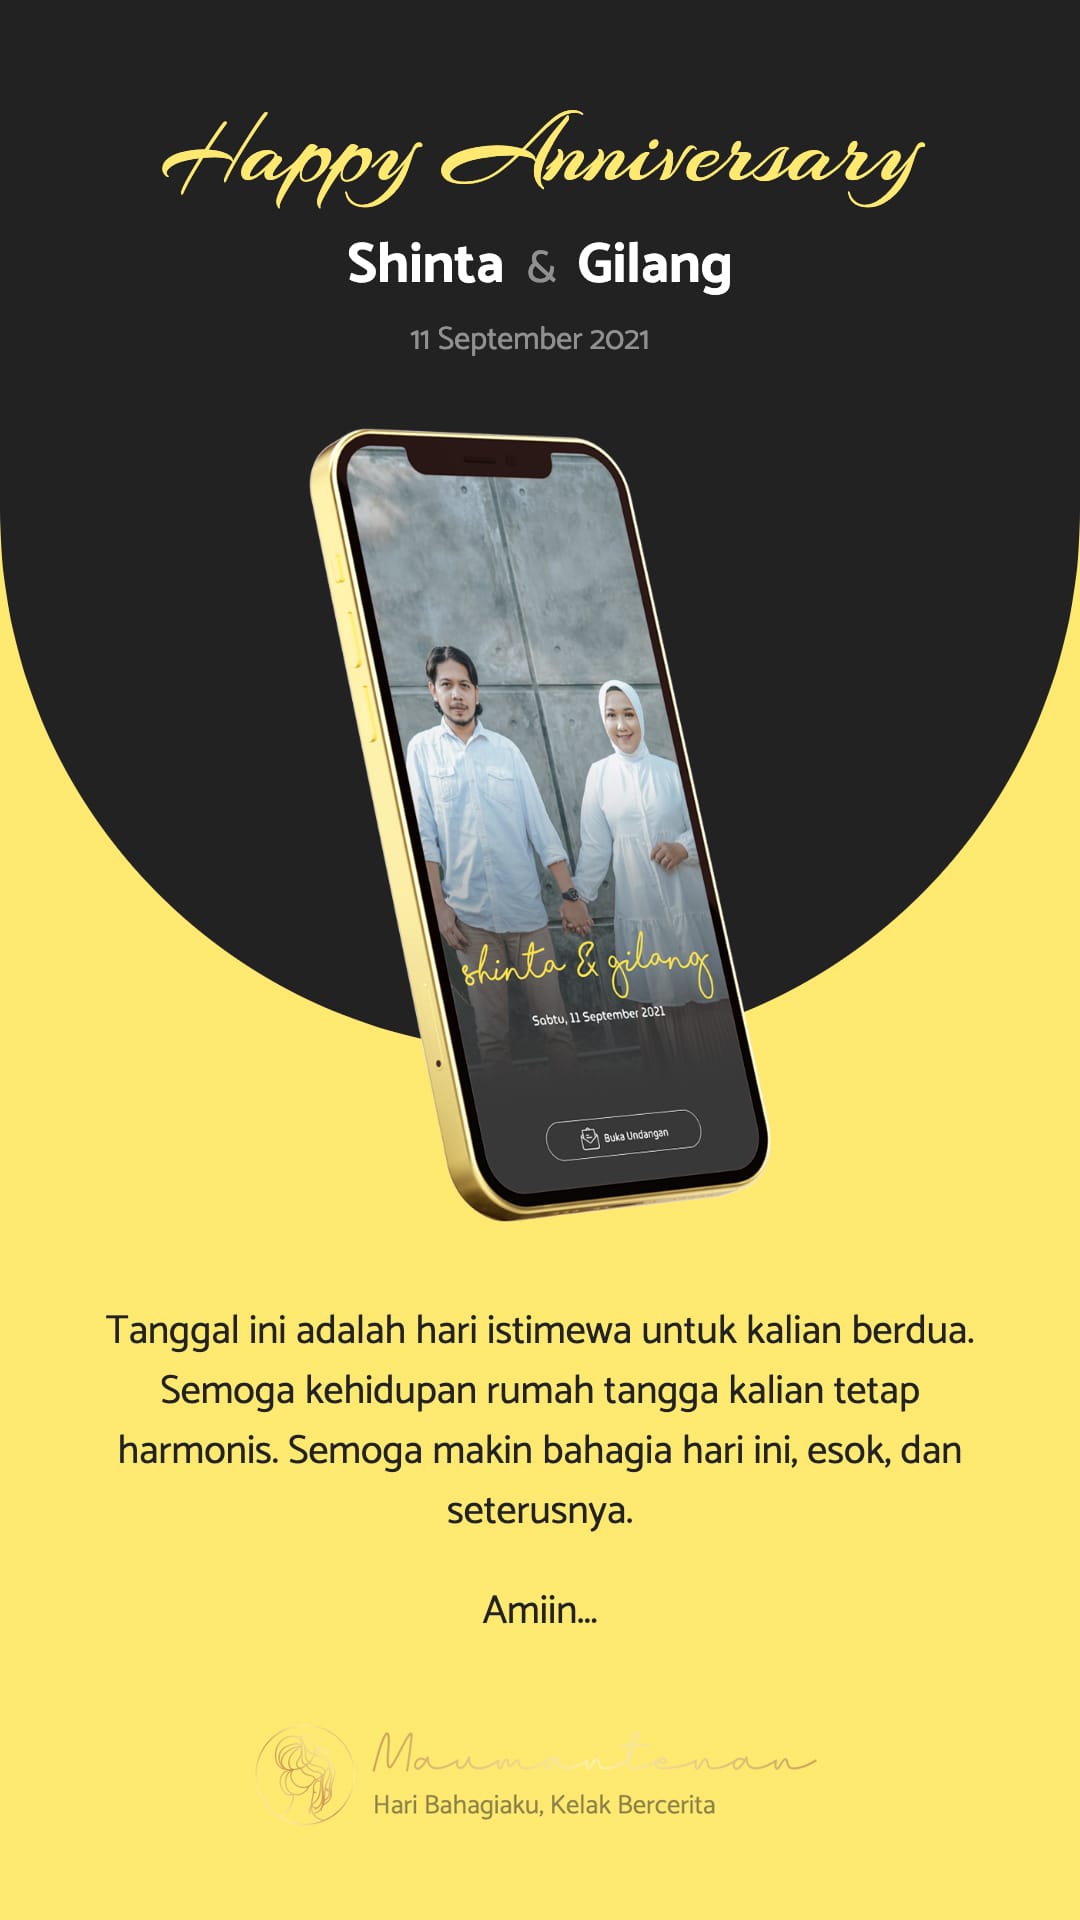 Happy Anniversary
Shinta & Gilang
11 September 2021
shinta & gilang
Sabtu, 11 September 2021
Buka Undangan
Tanggal ini adalah hari istimewa untuk kalian berdua.
Semoga kehidupan rumah tangga kalian tetap
harmonis. Semoga makin bahagia hari ini, esok, dan
seterusnya.
Amiin...
Maumantenan
Hari Bahagiaku, Kelak Bercerita